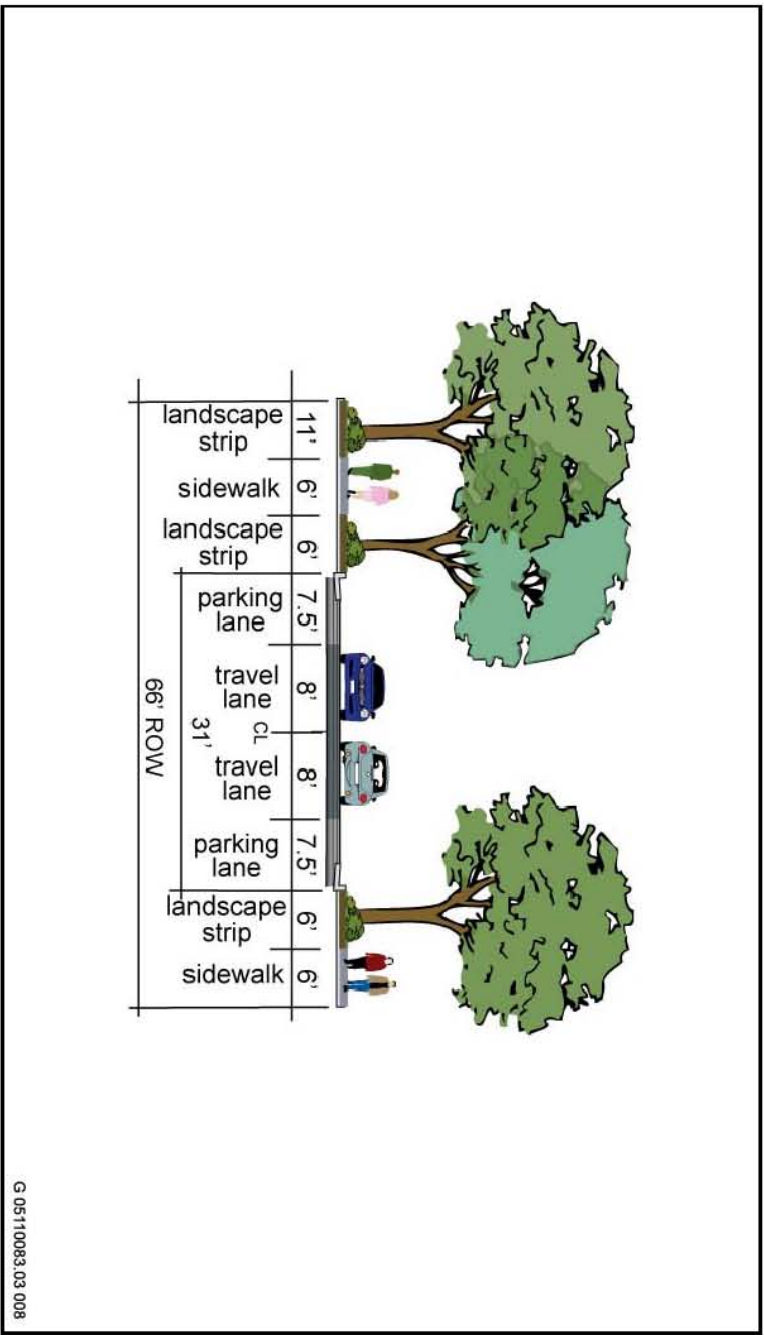 11'
6'
6'
7.5'
8'
8'
7.5'
6'
6'
landscape
strip
sidewalk
landscape
strip
parking
lane
travel
lane
CL
travel
lane
parking
lane
landscape
strip
sidewalk
31'
66' ROW
G 05110083.03 008